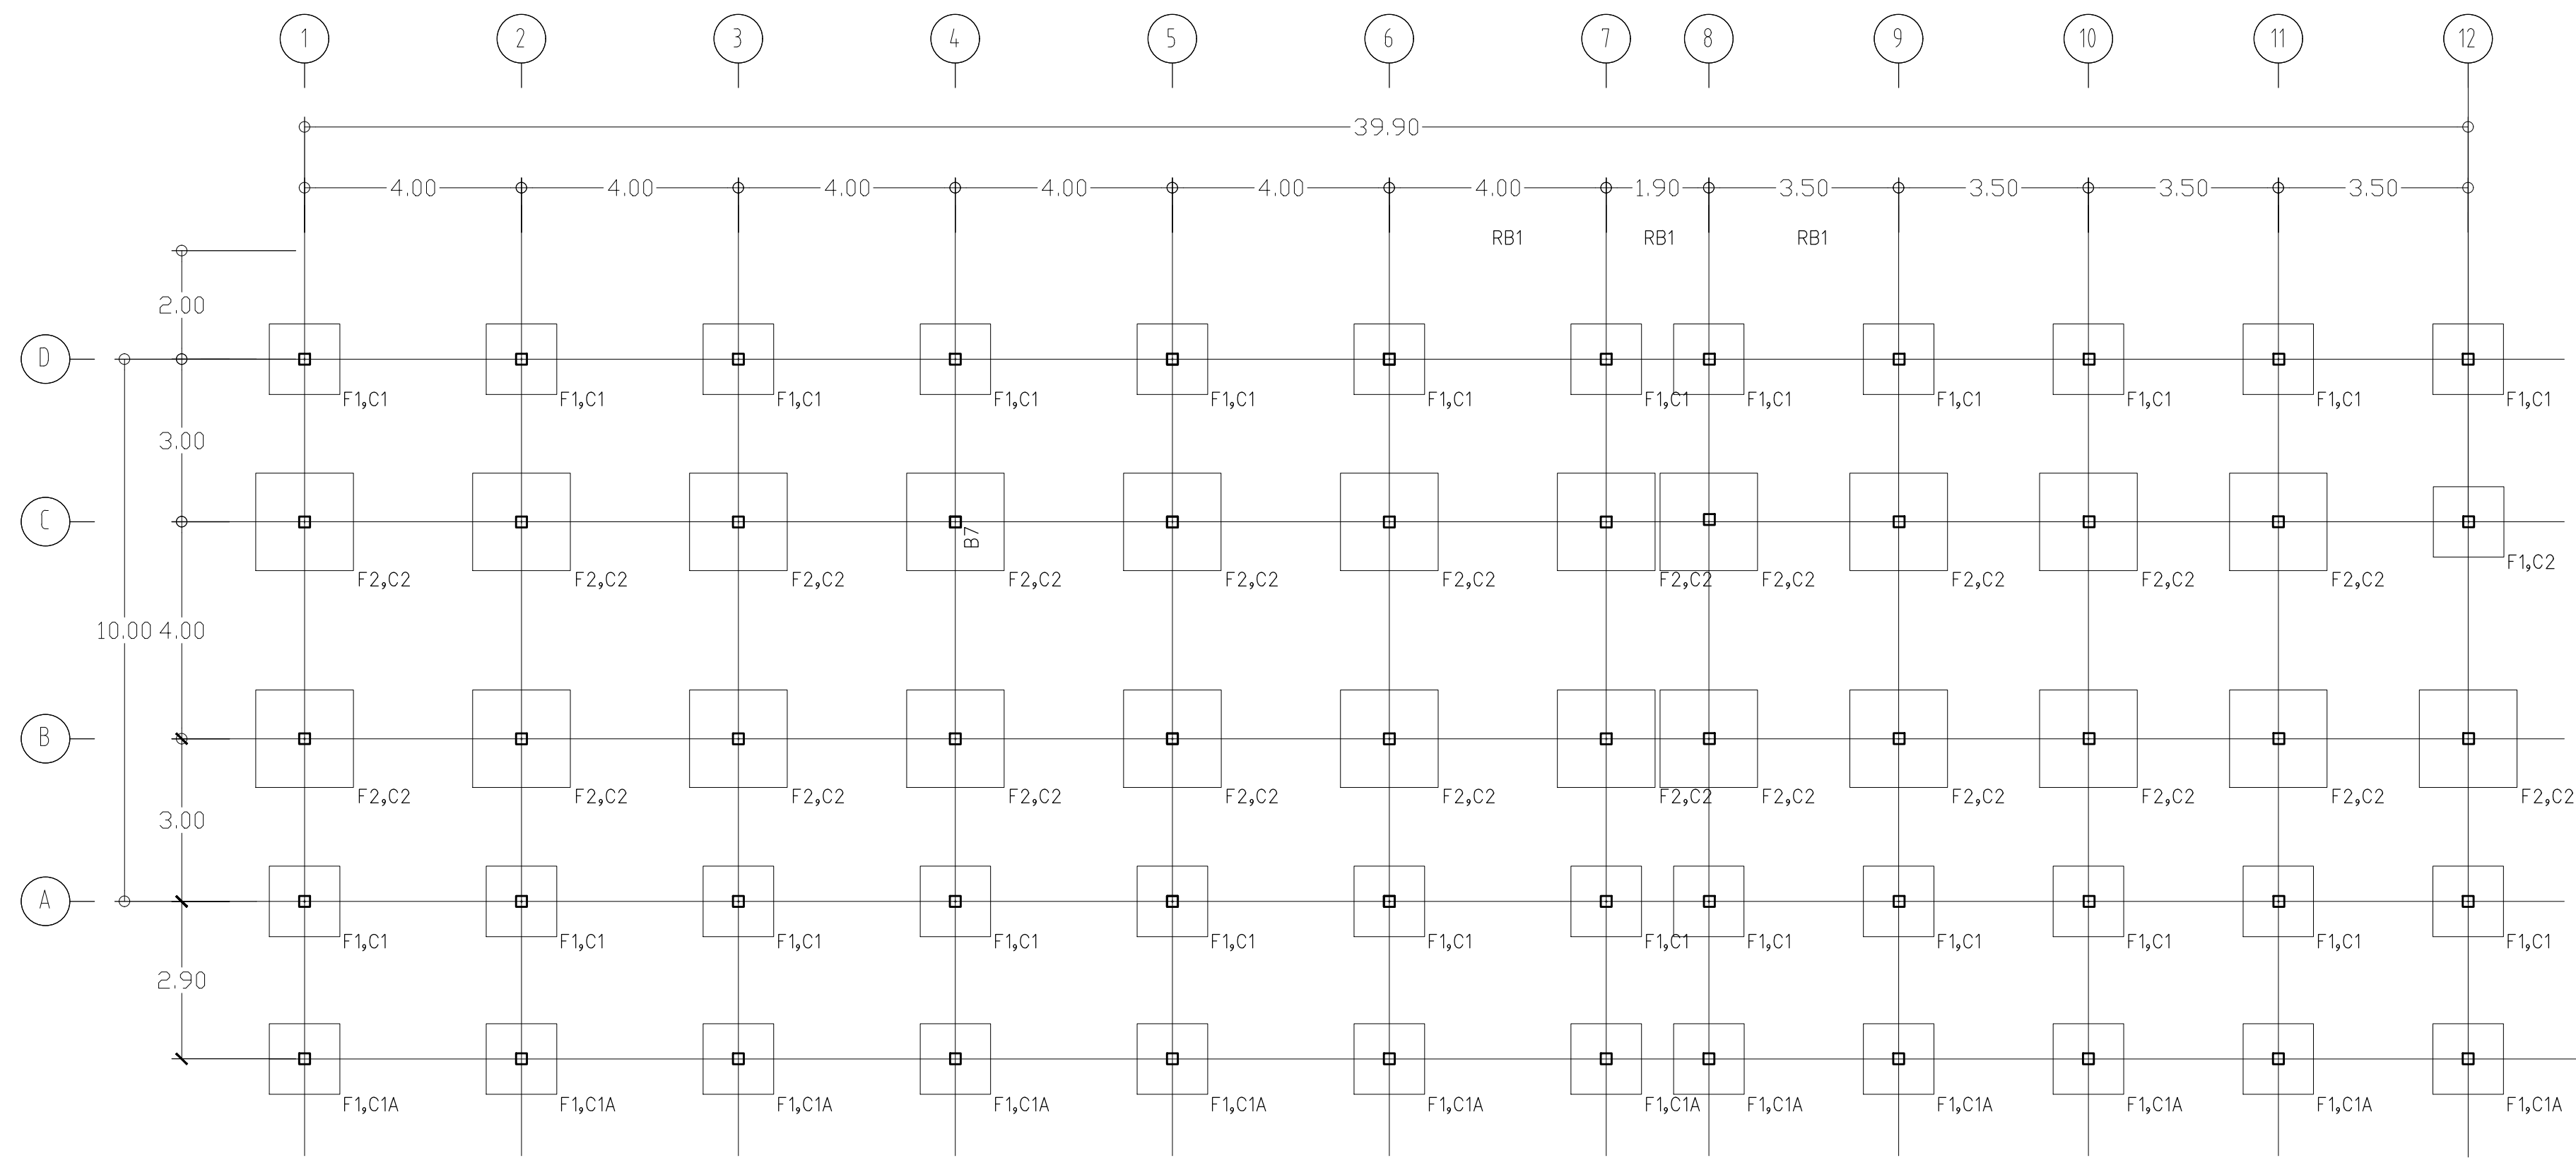 1 2 3 4 5 6 7 8 9 10 11 12
39.90
4.00 4.00 4.00 4.00 4.00 4.00 1.90 3.50 3.50 3.50 3.50
RB1 RB1 RB1
2.00
D
F1,C1 F1,C1 F1,C1 F1,C1 F1,C1 F1,C1 F1,C1 F1,C1 F1,C1 F1,C1 F1,C1 F1,C1
3.00
C
B7
F1,C2
F2,C2 F2,C2 F2,C2 F2,C2 F2,C2 F2,C2 F2,C2 F2,C2 F2,C2 F2,C2 F2,C2
10.00 4.00
B
F2,C2 F2,C2 F2,C2 F2,C2 F2,C2 F2,C2 F2,C2 F2,C2 F2,C2 F2,C2 F2,C2 F2,C2
3.00
A
F1,C1 F1,C1 F1,C1 F1,C1 F1,C1 F1,C1 F1,C1 F1,C1 F1,C1 F1,C1 F1,C1 F1,C1
2.90
F1,C1A F1,C1A F1,C1A F1,C1A F1,C1A F1,C1A F1,C1A F1,C1A F1,C1A F1,C1A F1,C1A F1,C1A